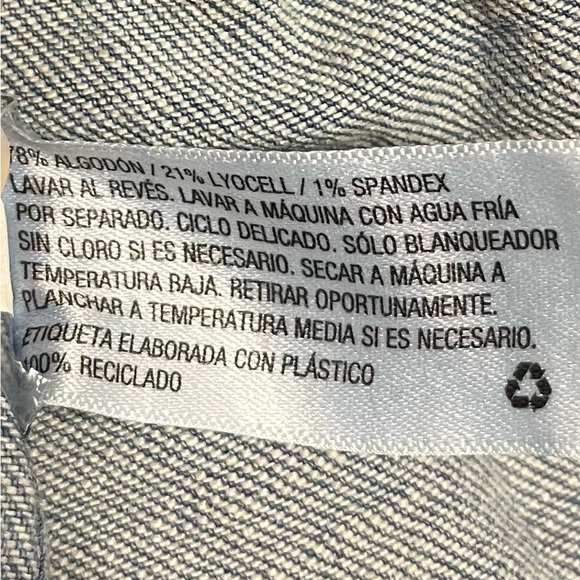 78% ALGODÓN / 21% LYOCELL / 1% SPANDEX
LAVAR AL REVÉS. LAVAR A MÁQUINA CON AGUA FRÍA
POR SEPARADO. CICLO DELICADO. SÓLO BLANQUEADOR
SIN CLORO SI ES NECESARIO. SECAR A MÁQUINA A
TEMPERATURA BAJA. RETIRAR OPORTUNAMENTE.
PLANCHAR A TEMPERATURA MEDIA SI ES NECESARIO.
ETIQUETA ELABORADA CON PLÁSTICO
100% RECICLADO